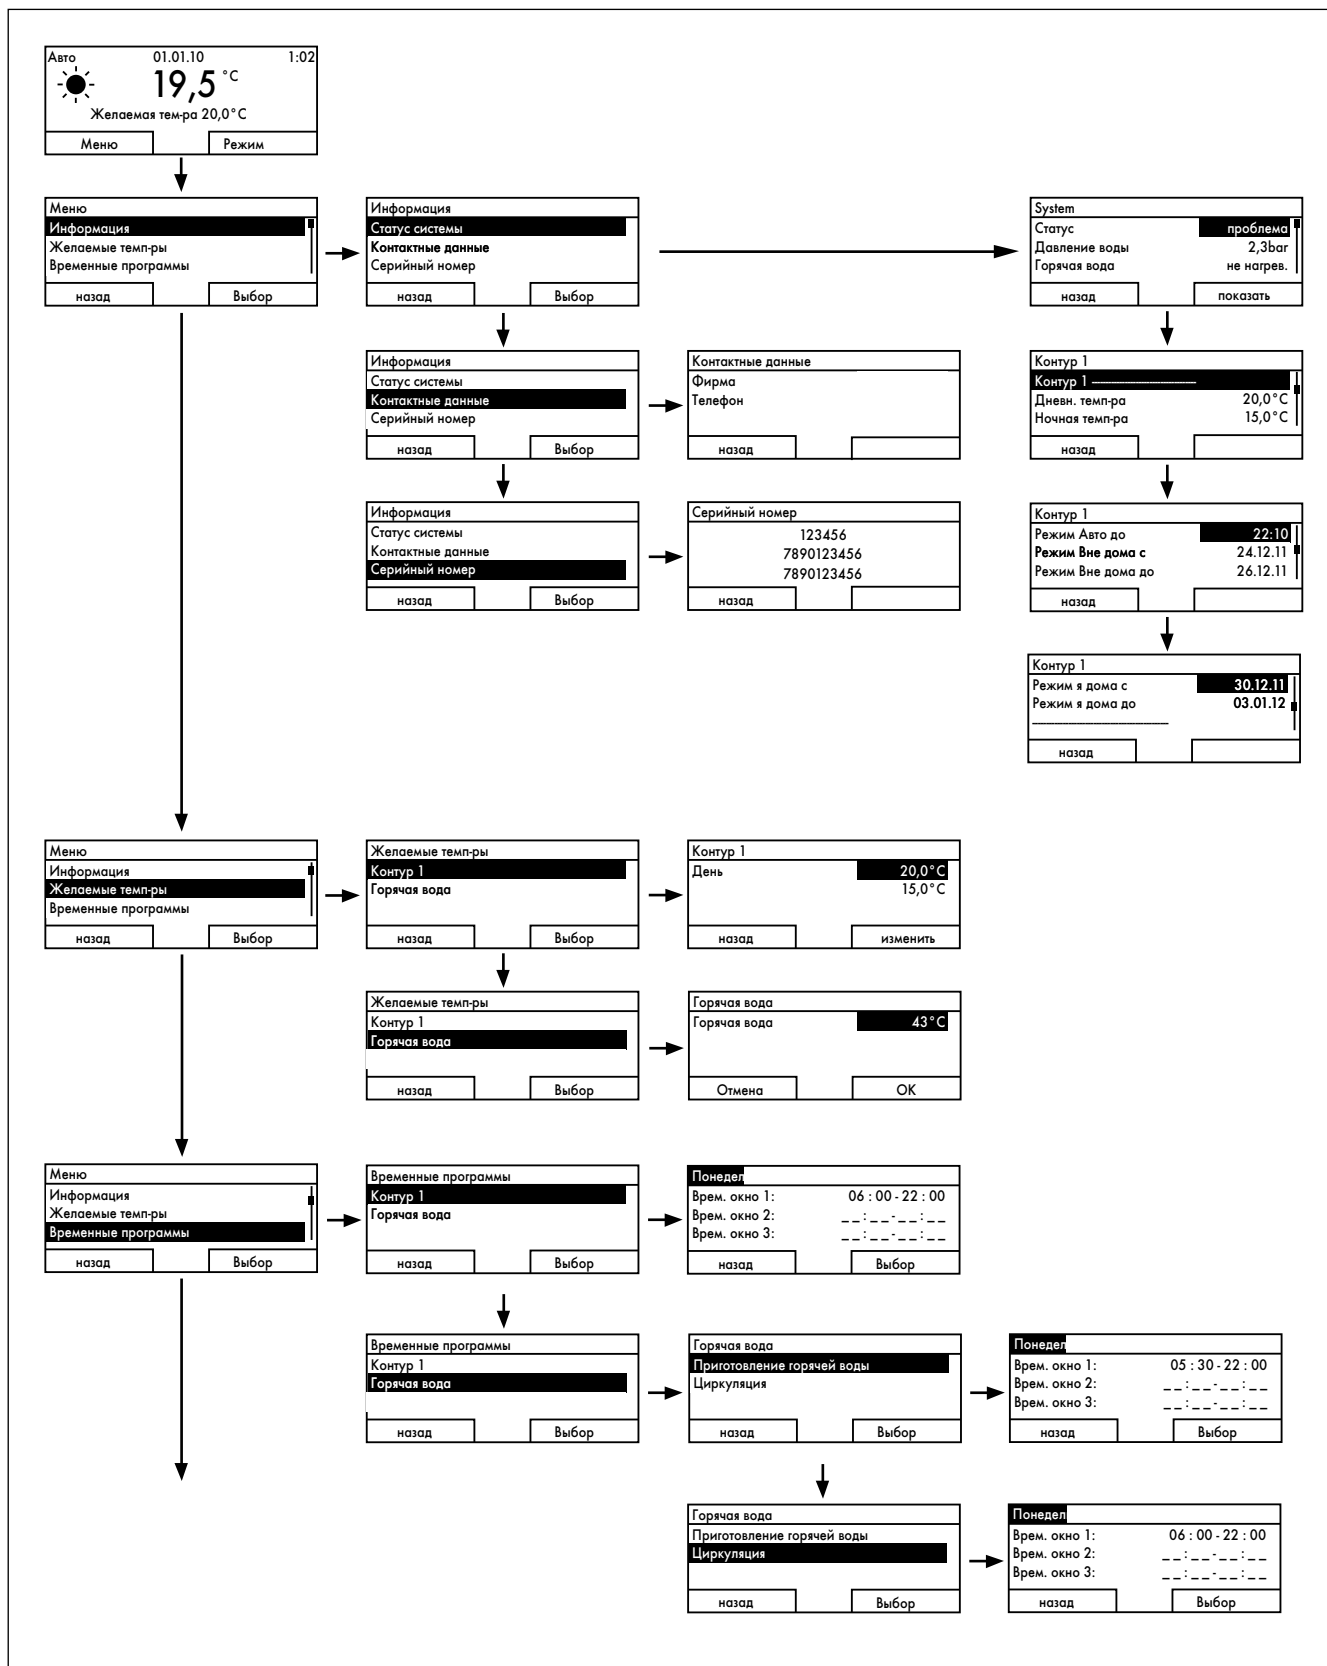 Авто 01.01.10 1:02
19,5 °C
Желаемая тем-ра 20,0°C
Меню Режим
Меню
Информация
Желаемые темп-ры
Временные программы
назад Выбор
Информация
Статус системы
Контактные данные
Серийный номер
назад Выбор
System
Статус проблема
Давление воды 2,3bar
Горячая вода не нагрев.
назад показать
Информация
Статус системы
Контактные данные
Серийный номер
назад Выбор
Контактные данные
Фирма
Телефон
назад
Контур 1
Контур 1 ------------------------
Дневн. темп-ра 20,0°C
Ночная темп-ра 15,0°C
назад
Информация
Статус системы
Контактные данные
Серийный номер
назад Выбор
Серийный номер
123456
7890123456
7890123456
назад
Контур 1
Режим Авто до 22:10
Режим Вне дома с 24.12.11
Режим Вне дома до 26.12.11
назад
Контур 1
Режим я дома с 30.12.11
Режим я дома до 03.01.12
--------------------------------
назад
Меню
Информация
Желаемые темп-ры
Временные программы
назад Выбор
Желаемые темп-ры
Контур 1
Горячая вода
назад Выбор
Контур 1
День 20,0°C
15,0°C
назад изменить
Желаемые темп-ры
Контур 1
Горячая вода
назад Выбор
Горячая вода
Горячая вода 43°C
Отмена OK
Меню
Информация
Желаемые темп-ры
Временные программы
назад Выбор
Временные программы
Контур 1
Горячая вода
назад Выбор
Понедел
Врем. окно 1: 06 : 00 - 22 : 00
Врем. окно 2: _ _ : _ _ - _ _ : _ _
Врем. окно 3: _ _ : _ _ - _ _ : _ _
назад Выбор
Временные программы
Контур 1
Горячая вода
назад Выбор
Горячая вода
Приготовление горячей воды
Циркуляция
назад Выбор
Понедел
Врем. окно 1: 05 : 30 - 22 : 00
Врем. окно 2: _ _ : _ _ - _ _ : _ _
Врем. окно 3: _ _ : _ _ - _ _ : _ _
назад Выбор
Горячая вода
Приготовление горячей воды
Циркуляция
назад Выбор
Понедел
Врем. окно 1: 06 : 00 - 22 : 00
Врем. окно 2: _ _ : _ _ - _ _ : _ _
Врем. окно 3: _ _ : _ _ - _ _ : _ _
назад Выбор